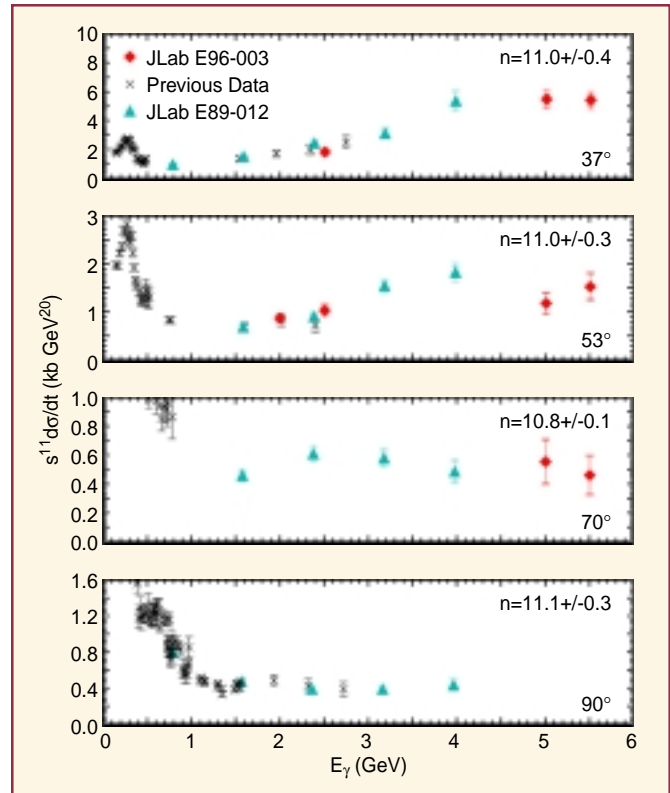 10
8
6
4
2
0
JLab E96-003
Previous Data
JLab E89-012
n=11.0+/-0.4
37°
3
2
1
0
n=11.0+/-0.3
53°
s¹¹dσ/dt (kb GeV²⁰)
1.0
0.8
0.6
0.4
0.2
0.0
n=10.8+/-0.1
70°
1.6
1.2
0.8
0.4
0.0
n=11.1+/-0.3
90°
0 1 2 3 4 5 6
Eγ (GeV)